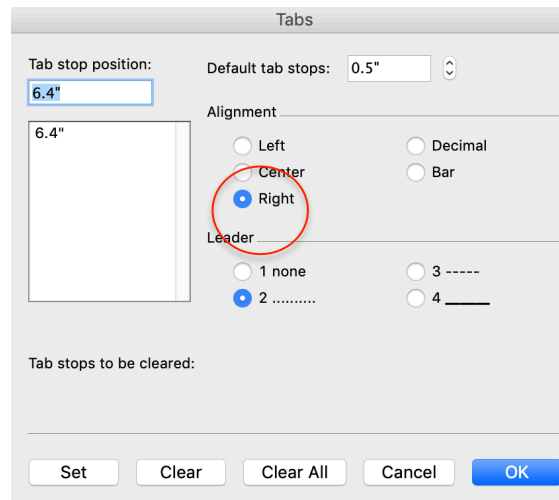 Tabs
Tab stop position:
6.4"
6.4"
Default tab stops: 0.5"
Alignment
Left
Decimal
Center
Bar
Right
Leader
1 none
3 -----
2 ..........
4 _____
Tab stops to be cleared:
Set
Clear
Clear All
Cancel
OK